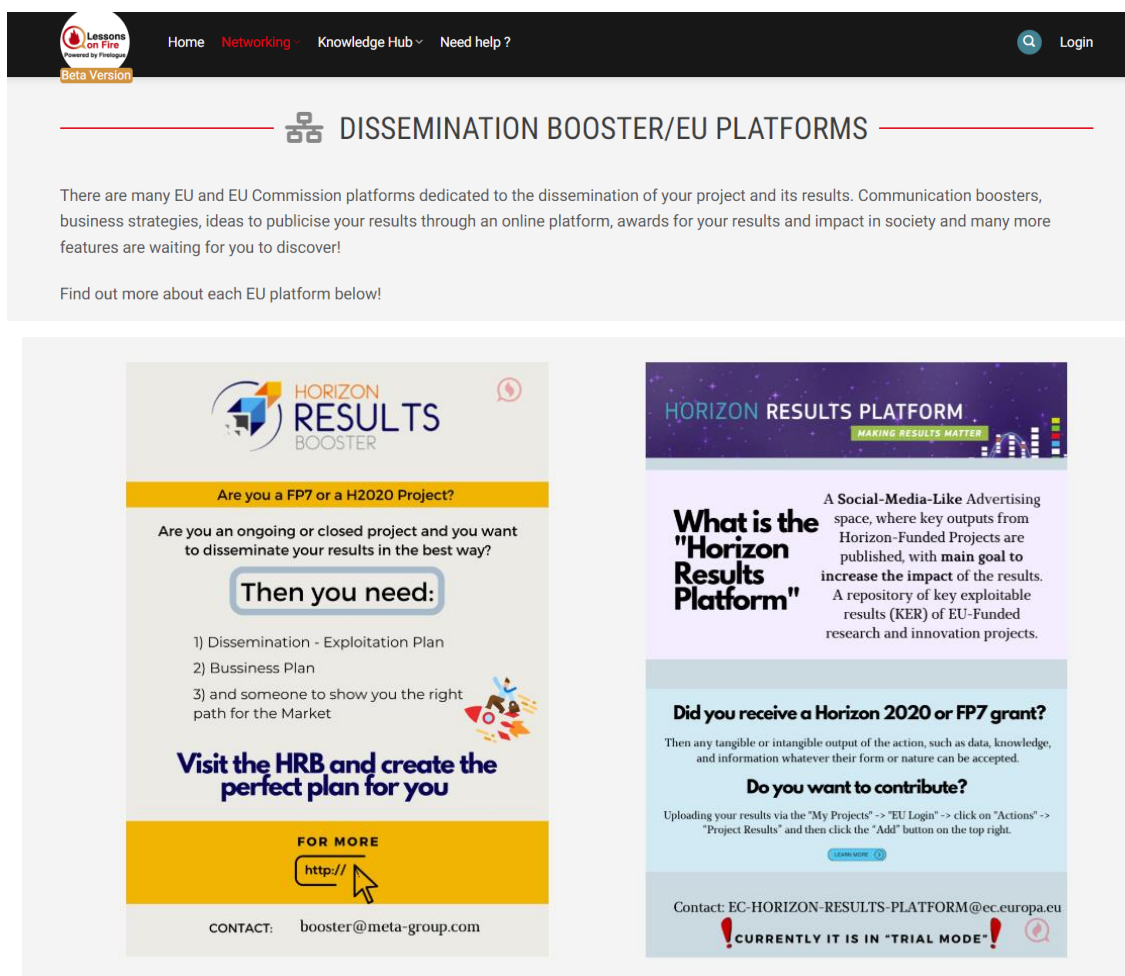 Lessons
on Fire
Powered by Firelogue
Beta Version
Home Networking Knowledge Hub Need help ?
Login
DISSEMINATION BOOSTER/EU PLATFORMS
There are many EU and EU Commission platforms dedicated to the dissemination of your project and its results. Communication boosters,
business strategies, ideas to publicise your results through an online platform, awards for your results and impact in society and many more
features are waiting for you to discover!
Find out more about each EU platform below!
HORIZON
RESULTS
BOOSTER
Are you a FP7 or a H2020 Project?
Are you an ongoing or closed project and you want
to disseminate your results in the best way?
Then you need:
1) Dissemination - Exploitation Plan
2) Bussiness Plan
3) and someone to show you the right
path for the Market
Visit the HRB and create the
perfect plan for you
FOR MORE
http://
CONTACT: booster@meta-group.com
HORIZON RESULTS PLATFORM
MAKING RESULTS MATTER
What is the
"Horizon
Results
Platform"
A Social-Media-Like Advertising
space, where key outputs from
Horizon-Funded Projects are
published, with main goal to
increase the impact of the results.
A repository of key exploitable
results (KER) of EU-Funded
research and innovation projects.
Did you receive a Horizon 2020 or FP7 grant?
Then any tangible or intangible output of the action, such as data, knowledge,
and information whatever their form or nature can be accepted.
Do you want to contribute?
Uploading your results via the "My Projects" -> "EU Login" -> click on "Actions" ->
"Project Results" and then click the "Add" button on the top right.
LEARN MORE
Contact: EC-HORIZON-RESULTS-PLATFORM@ec.europa.eu
❗CURRENTLY IT IS IN "TRIAL MODE"❗